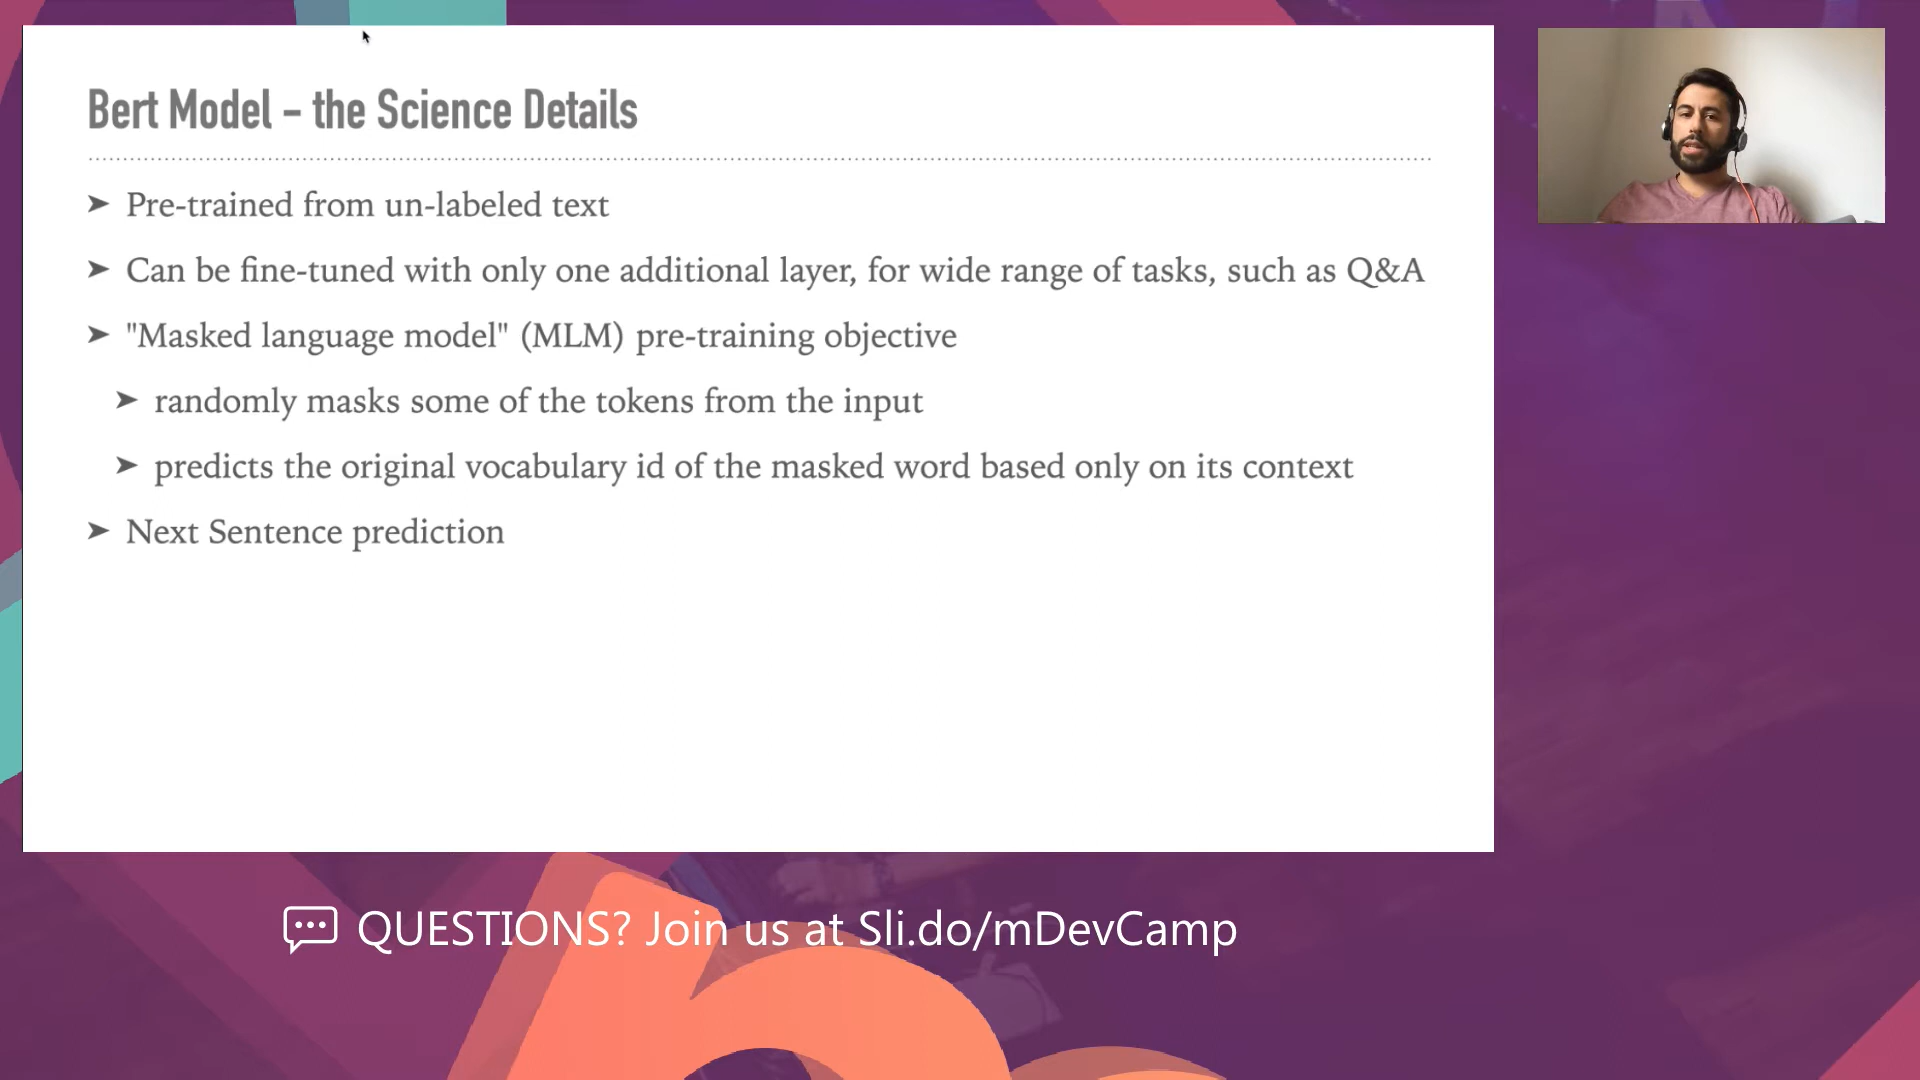 Bert Model – the Science Details
➤ Pre-trained from un-labeled text
➤ Can be fine-tuned with only one additional layer, for wide range of tasks, such as Q&A
➤ "Masked language model" (MLM) pre-training objective
➤ randomly masks some of the tokens from the input
➤ predicts the original vocabulary id of the masked word based only on its context
➤ Next Sentence prediction
QUESTIONS? Join us at Sli.do/mDevCamp